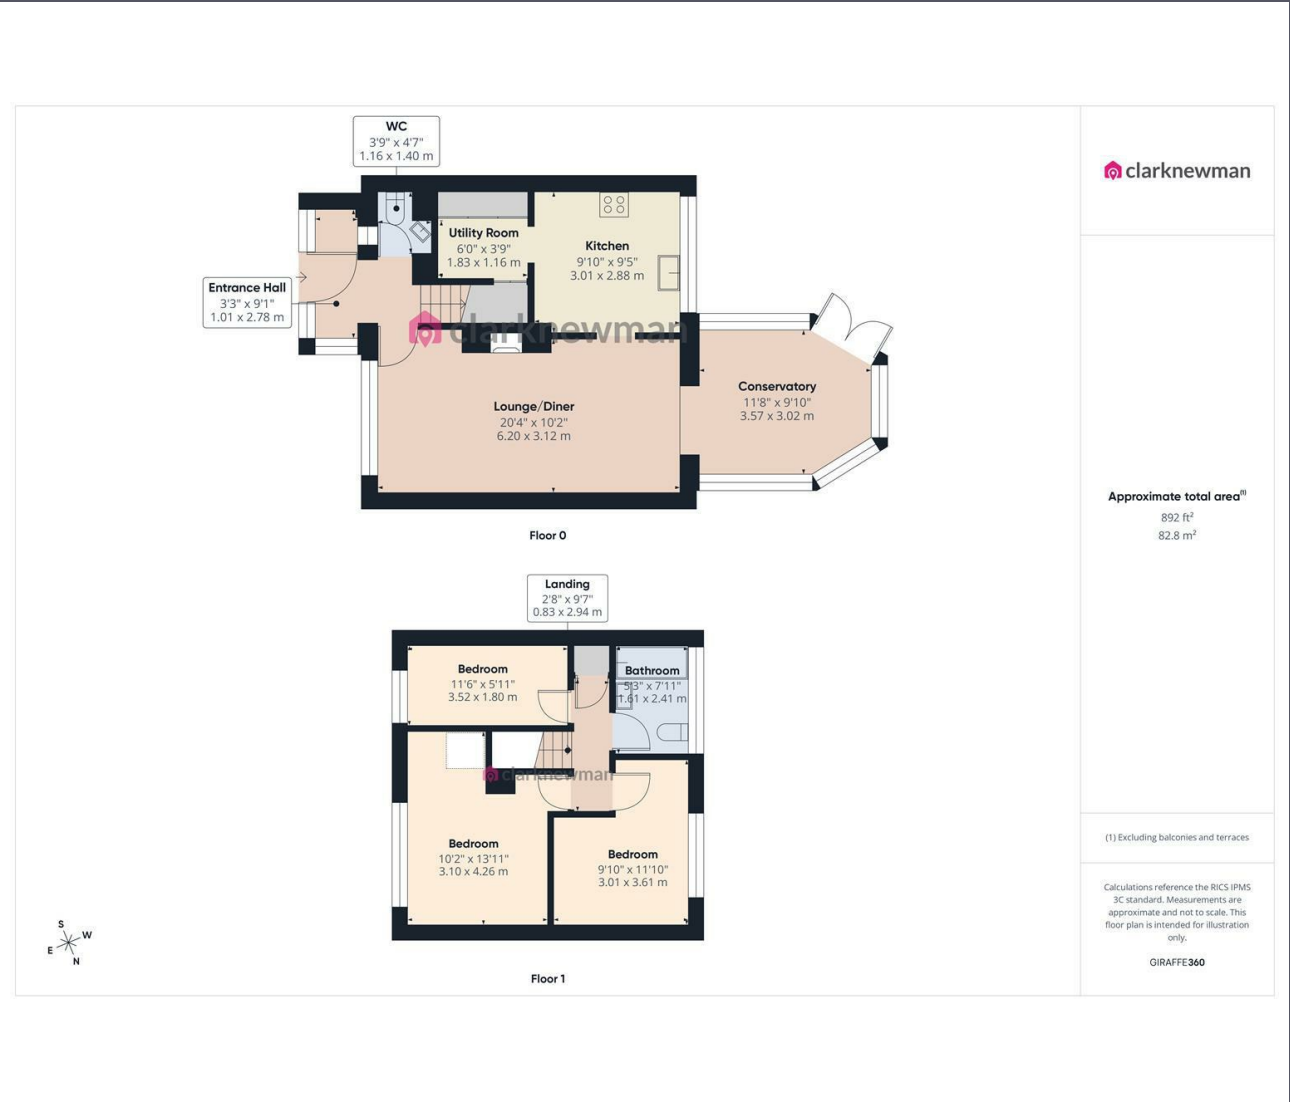 WC
3'9" x 4'7"
1.16 x 1.40 m
clarknewman
Utility Room
6'0" x 3'9"
1.83 x 1.16 m
Kitchen
9'10" x 9'5"
3.01 x 2.88 m
Entrance Hall
3'3" x 9'1"
1.01 x 2.78 m
clarknewman
Conservatory
11'8" x 9'10"
3.57 x 3.02 m
Lounge/Diner
20'4" x 10'2"
6.20 x 3.12 m
Floor 0
Approximate total area(1)
892 ft²
82.8 m²
Landing
2'8" x 9'7"
0.83 x 2.94 m
Bedroom
11'6" x 5'11"
3.52 x 1.80 m
Bathroom
5'3" x 7'11"
1.61 x 2.41 m
clarknewman
Bedroom
10'2" x 13'11"
3.10 x 4.26 m
Bedroom
9'10" x 11'10"
3.01 x 3.61 m
(1) Excluding balconies and terraces
Calculations reference the RICS IPMS
3C standard. Measurements are
approximate and not to scale. This
floor plan is intended for illustration
only.
GIRAFFE360
S
W
E
N
Floor 1